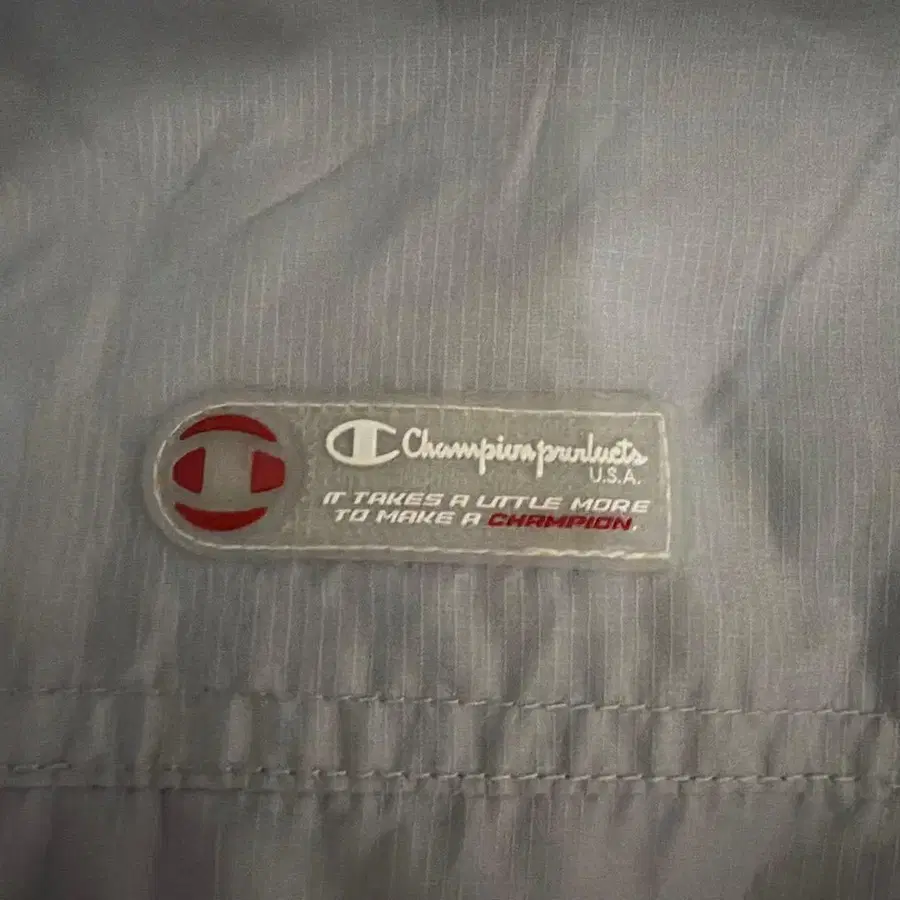 Champion products
U.S.A.
IT TAKES A LITTLE MORE
TO MAKE A CHAMPION.